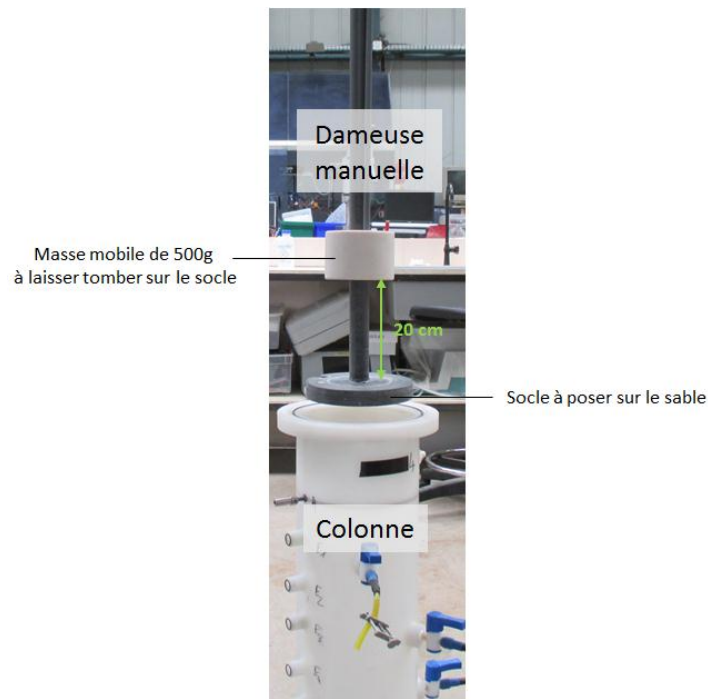 Dameuse
manuelle
Masse mobile de 500g
à laisser tomber sur le socle
20 cm
Socle à poser sur le sable
4
Colonne